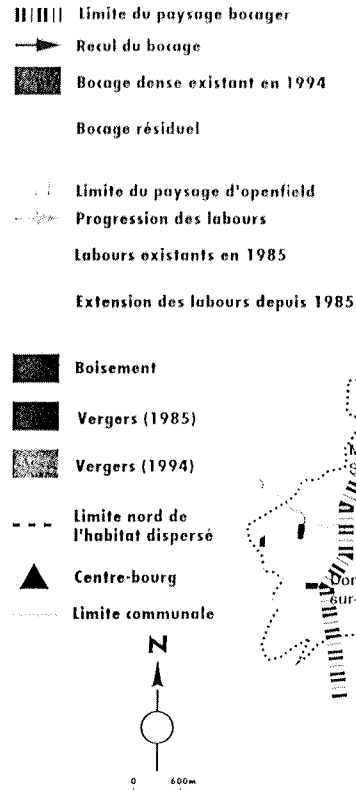 Limite du paysage bocager
Recul du bocage
Bocage dense existant en 1994
Bocage résiduel
Limite du paysage d'openfield
Progression des labours
Labours existants en 1985
Extension des labours depuis 1985
Boisement
Vergers (1985)
Vergers (1994)
Limite nord de
l'habitat dispersé
Centre-bourg
Limite communale
N
0 600m